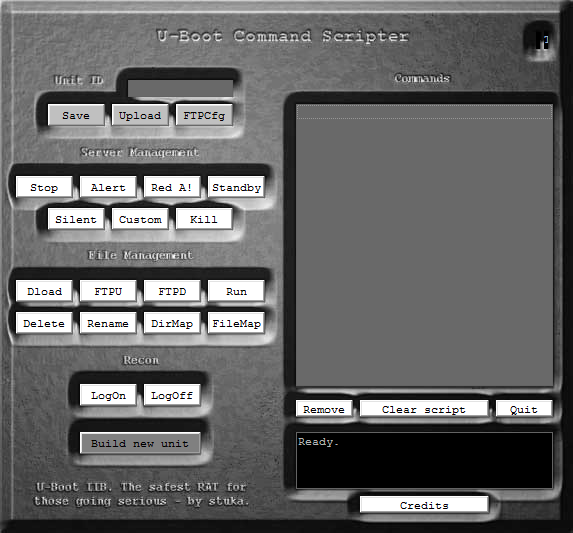 U-Boot Command Scripter
Unit ID
Save Upload FTPCfg
Server Management
Stop Alert Red A! Standby
Silent Custom Kill
File Management
Dload FTPU FTPD Run
Delete Rename DirMap FileMap
Recon
LogOn LogOff
Build new unit
U-Boot IIB. The safest RAT for
those going serious - by stuka.
Commands
Remove Clear script Quit
Ready.
Credits